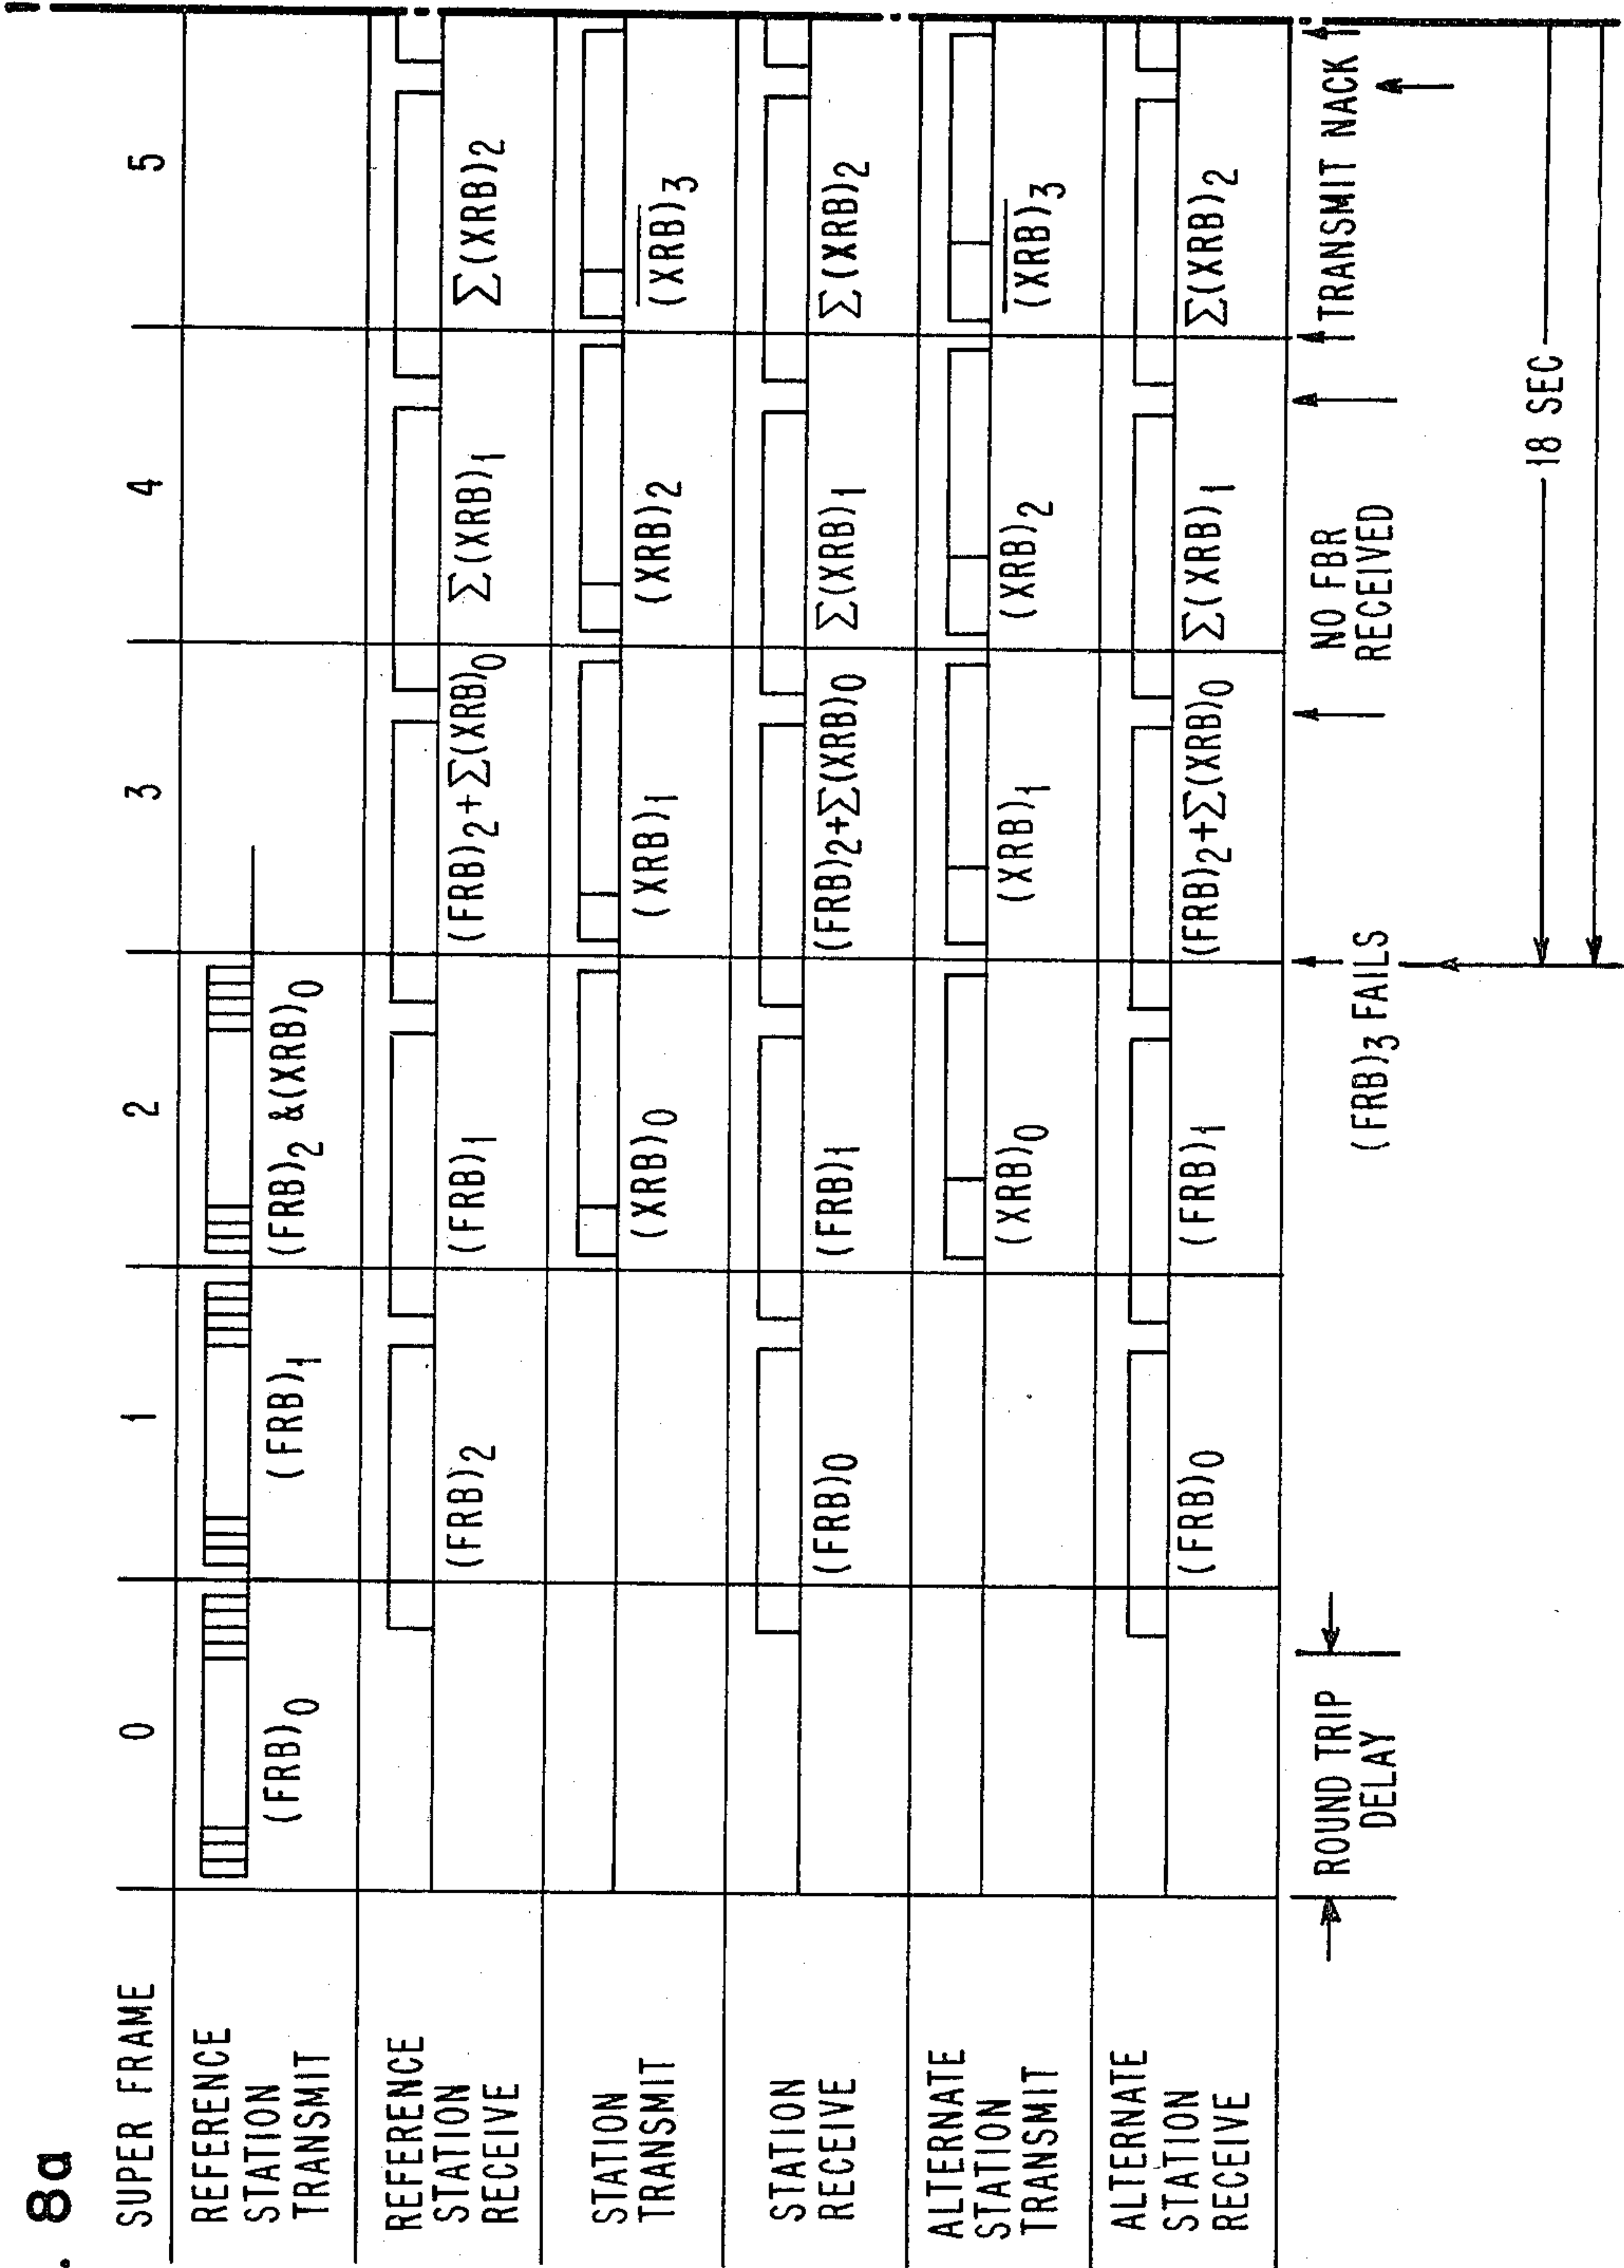 . 8a
SUPER FRAME 0 1 2 3 4 5
REFERENCE
STATION
TRANSMIT
(FRB)0 (FRB)1 (FRB)2 &(XRB)0
REFERENCE
STATION
RECEIVE
(FRB)2 (FRB)1 (FRB)2+∑(XRB)0 ∑(XRB)1 ∑(XRB)2
STATION
TRANSMIT
(XRB)0 (XRB)1 (XRB)2 (X̅R̅B̅)3
STATION
RECEIVE
(FRB)0 (FRB)1 (FRB)2+∑(XRB)0 ∑(XRB)1 ∑(XRB)2
ALTERNATE
STATION
TRANSMIT
(XRB)0 (XRB)1 (XRB)2 (X̅R̅B̅)3
ALTERNATE
STATION
RECEIVE
(FRB)0 (FRB)1 (FRB)2+∑(XRB)0 ∑(XRB)1 ∑(XRB)2
ROUND TRIP
DELAY
(FRB)3 FAILS
NO FBR
RECEIVED
TRANSMIT NACK
18 SEC